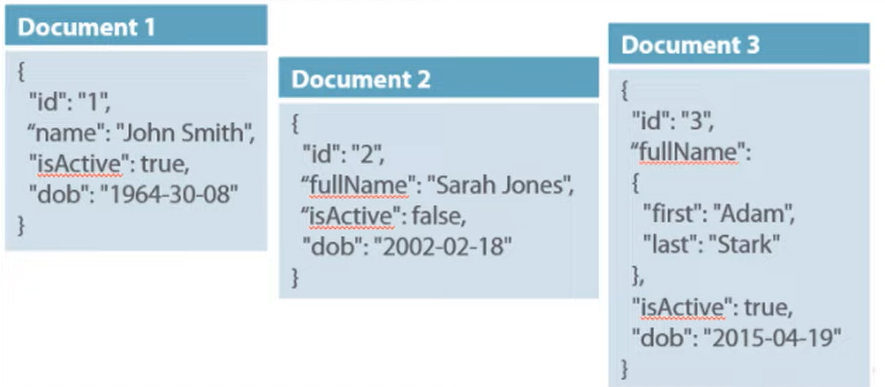 Document 1
{
"id": "1",
“name": "John Smith",
"isActive": true,
"dob": "1964-30-08"
}
Document 2
{
"id": "2",
“fullName": "Sarah Jones",
“isActive": false,
"dob": "2002-02-18"
}
Document 3
{
"id": "3",
“fullName":
{
"first": "Adam",
"last": "Stark"
},
"isActive": true,
"dob": "2015-04-19"
}